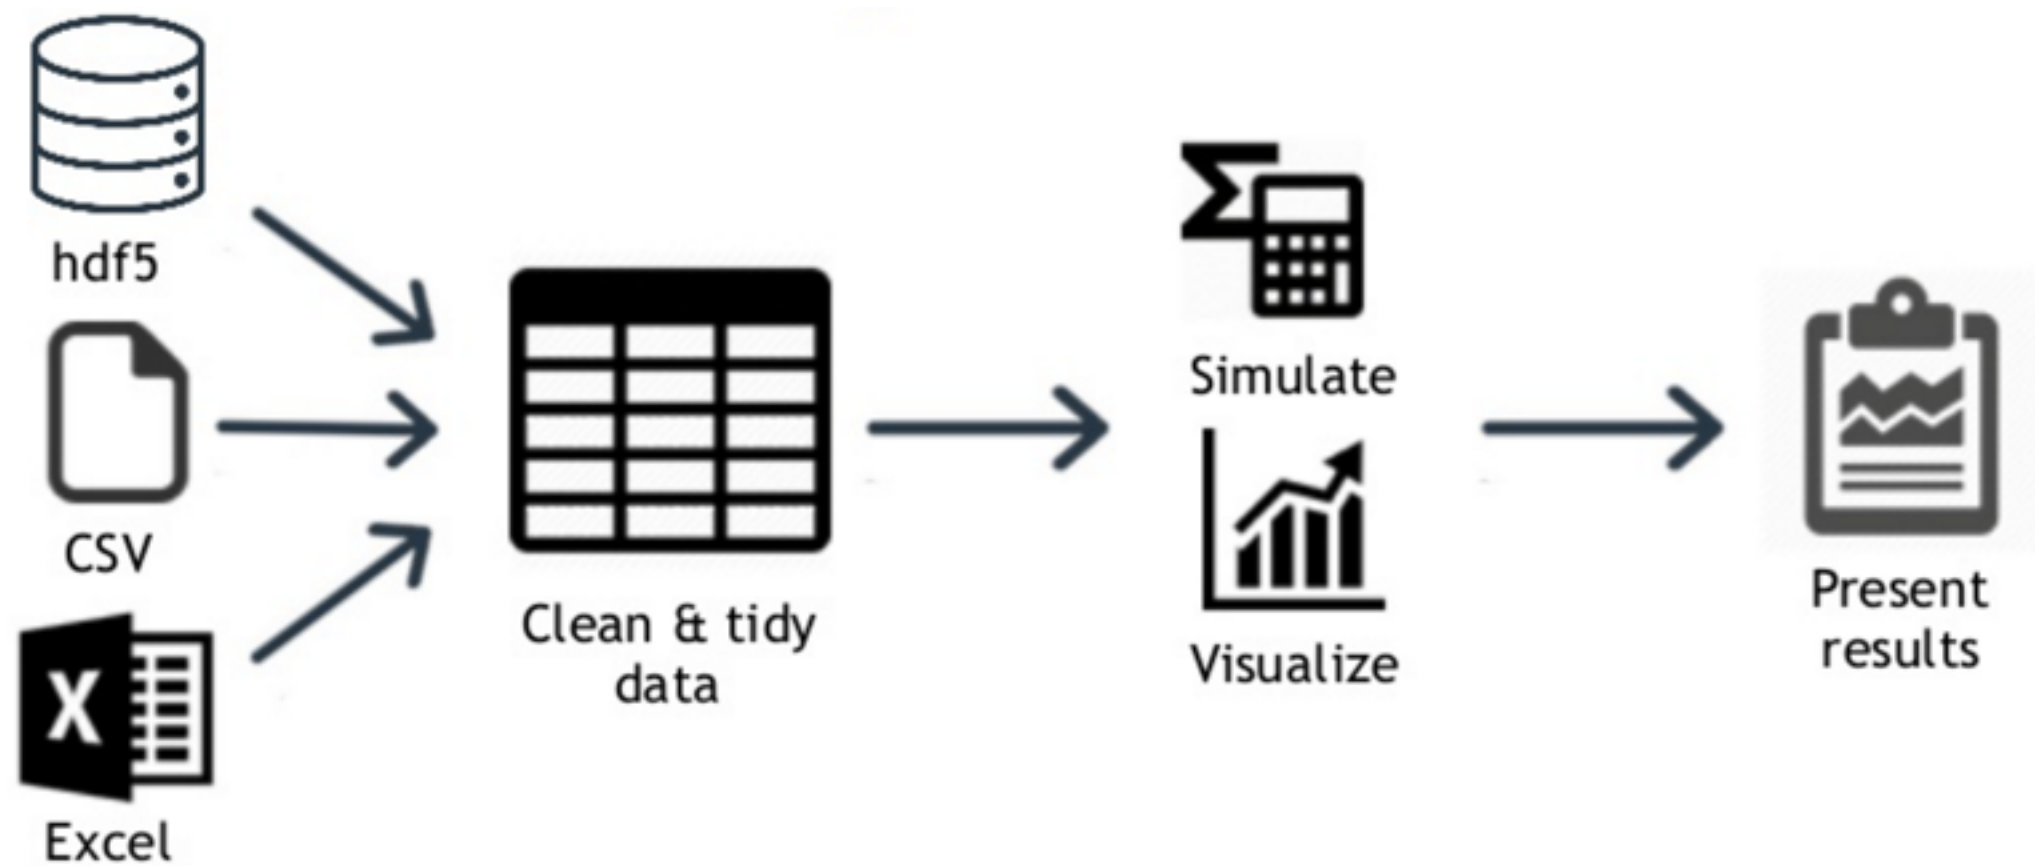 hdf5
CSV
X
Excel
Clean & tidy
data
Simulate
Visualize
Present
results